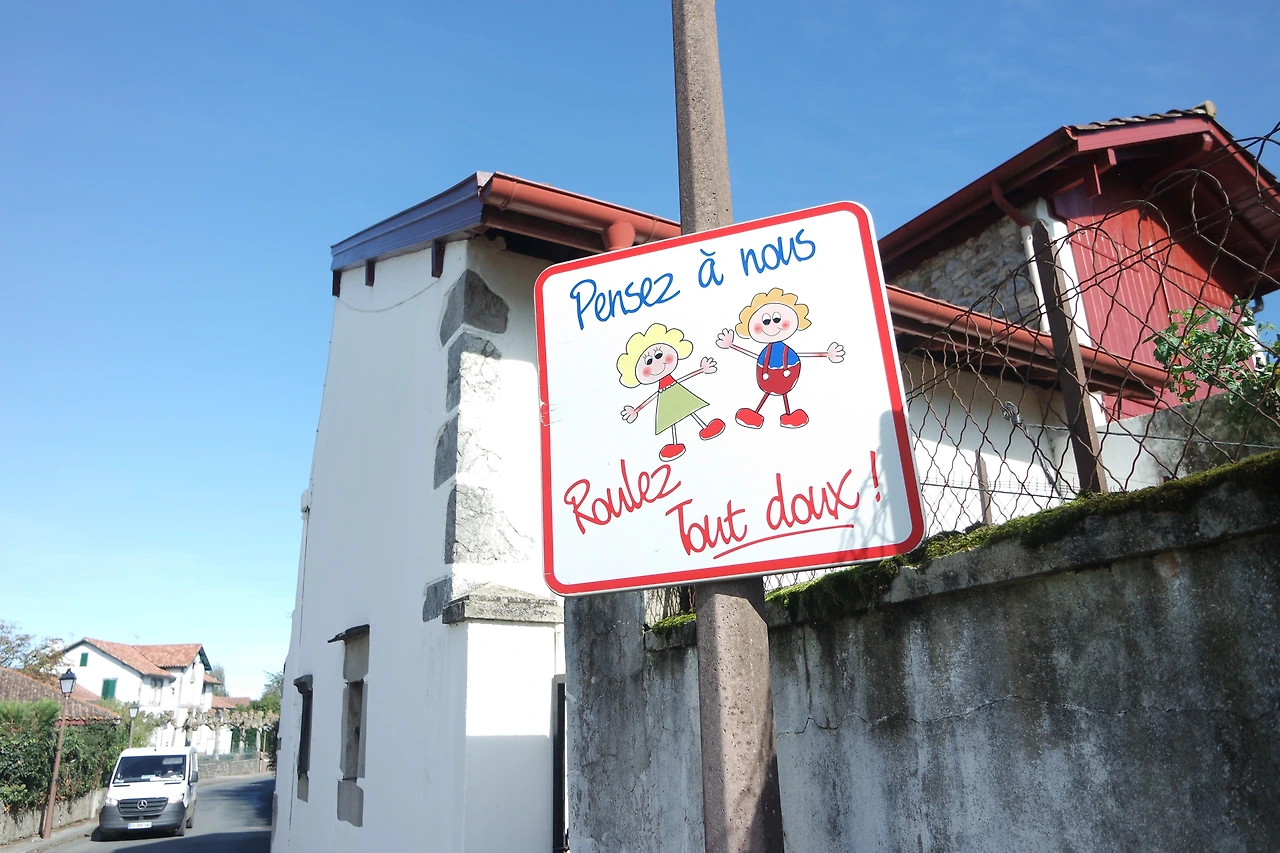 Pensez à nous
Roulez
Tout doux !